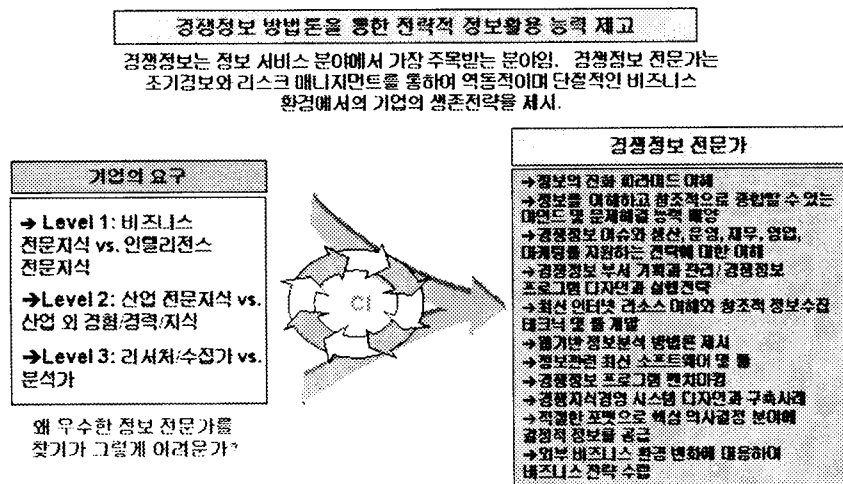 경쟁정보 방법론을 통한 전략적 정보활용 능력 제고
경쟁정보는 정보 서비스 분야에서 가장 주목받는 분야임. 경쟁정보 전문가는
조기경보와 리스크 매니지먼트를 통하여 역동적이며 단절적인 비즈니스
환경에서의 기업의 생존전략을 제시.
기업의 요구
→ Level 1: 비즈니스
전문지식 vs. 인텔리전스
전문지식
→Level 2: 산업 전문지식 vs.
산업 외 경험/경력/지식
→Level 3: 리서처/수집가 vs.
분석가
왜 우수한 정보 전문가를
찾기가 그렇게 어려운가?
CI
경쟁정보 전문가
→정보의 진화 피라미드 이해
→정보를 이해하고 창조적으로 종합할 수 있는
마인드 및 문제해결 능력 배양
→경쟁정보 이슈와 생산, 운영, 재무, 영업,
마케팅를 지원하는 전략에 대한 이해
→경쟁정보 부서 기획과 관리/경쟁정보
프로그램 디자인과 실행전략
→최신 인터넷 리소스 이해와 창조적 정보수집
테크닉 및 툴 개발
→웹기반 정보분석 방법론 제시
→정보관련 최신 소프트웨어 및 툴
→경쟁정보 프로그램 벤치마킹
→경쟁지식경영 시스템 디자인과 구축사례
→적절한 포맷으로 핵심 의사결정 분야에
결정적 정보를 공급
→외부 비즈니스 환경 변화에 대응하여
비즈니스 전략 수립